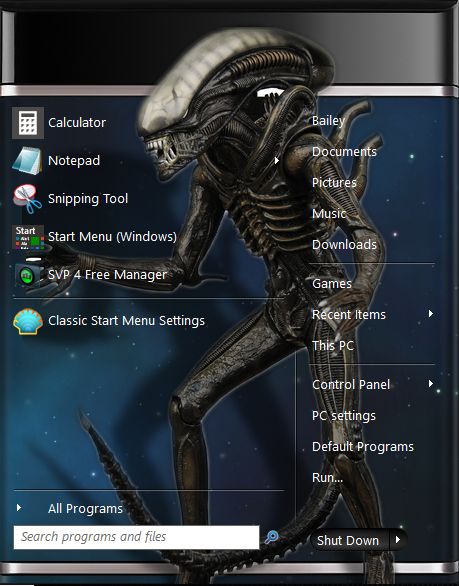 Calculator
Notepad
Snipping Tool
Start
Start Menu (Windows)
SVP 4 Free Manager
Classic Start Menu Settings
All Programs
Search programs and files
Bailey
Documents
Pictures
Music
Downloads
Games
Recent Items
This PC
Control Panel
PC settings
Default Programs
Run...
Shut Down